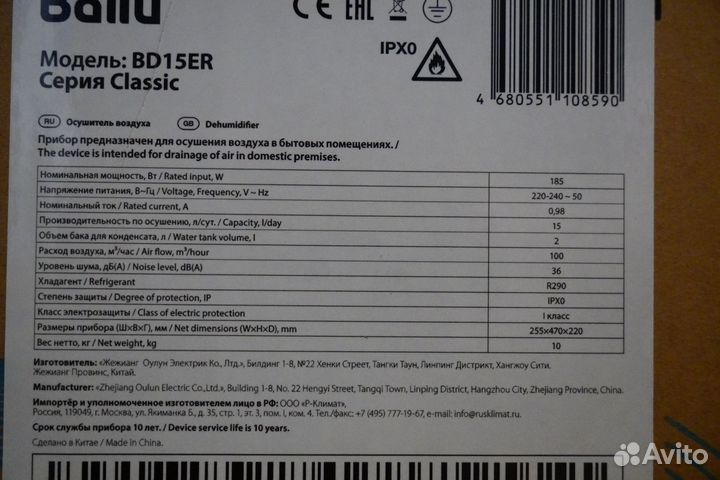 Ballu
CE EAC
Модель: BD15ER
Серия Classic
IPX0
4 680551 108590
RU Осушитель воздуха GB Dehumidifier
Прибор предназначен для осушения воздуха в бытовых помещениях. /
The device is intended for drainage of air in domestic premises.
Номинальная мощность, Вт / Rated input, W 185
Напряжение питания, В~Гц / Voltage, Frequency, V ~ Hz 220-240 ~ 50
Номинальный ток / Rated current, A 0,98
Производительность по осушению, л/сут. / Capacity, l/day 15
Объем бака для конденсата, л / Water tank volume, l 2
Расход воздуха, м³/час / Air flow, m³/hour 100
Уровень шума, дБ(А) / Noise level, dB(A) 36
Хладагент / Refrigerant R290
Степень защиты / Degree of protection, IP IPX0
Класс электрозащиты / Class of electric protection I класс
Размеры прибора (Ш×В×Г), мм / Net dimensions (W×H×D), mm 255×470×220
Вес нетто, кг / Net weight, kg 10
Изготовитель: «Жежианг Оулун Электрик Ко., Лтд.», Билдинг 1-8, №22 Хенки Стреет, Тангки Таун, Линпинг Дистрикт, Хангжоу Сити.
Жежианг Провинс, Китай.
«Zhejiang Oulun Electric Co.,Ltd.», Building 1-8, No. 22 Hengyi Street, Tangqi Town, Linping District, Hangzhou City, Zhejiang Province, China.
Импортёр и уполномоченное изготовителем лицо в РФ: ООО «Р-Климат».
Россия, 119049, г. Москва, ул. Якиманка Б., д. 35, стр. 1, эт. 3, пом. I, ком. 4. Тел./факс: +7 (495) 777-19-67, e-mail: info@rusklimat.ru
Срок службы прибора 10 лет. / Device service life is 10 years.
Сделано в Китае / Made in China.
Avito